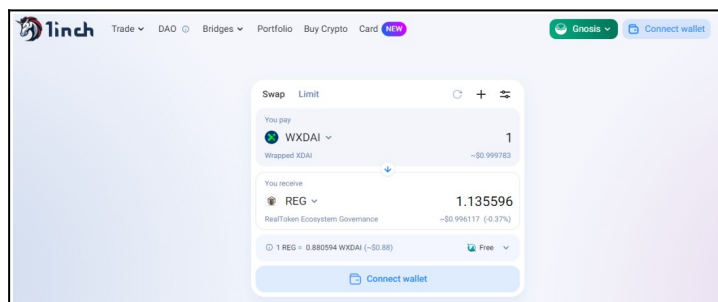 1inch Trade DAO Bridges Portfolio Buy Crypto Card NEW Gnosis Connect wallet
Swap Limit
You pay
WXDAI 1
Wrapped XDAI ~$0.999783
You receive
REG 1.135596
RealToken Ecosystem Governance ~$0.996117 (-0.37%)
1 REG = 0.880594 WXDAI (~$0.88) Free
Connect wallet